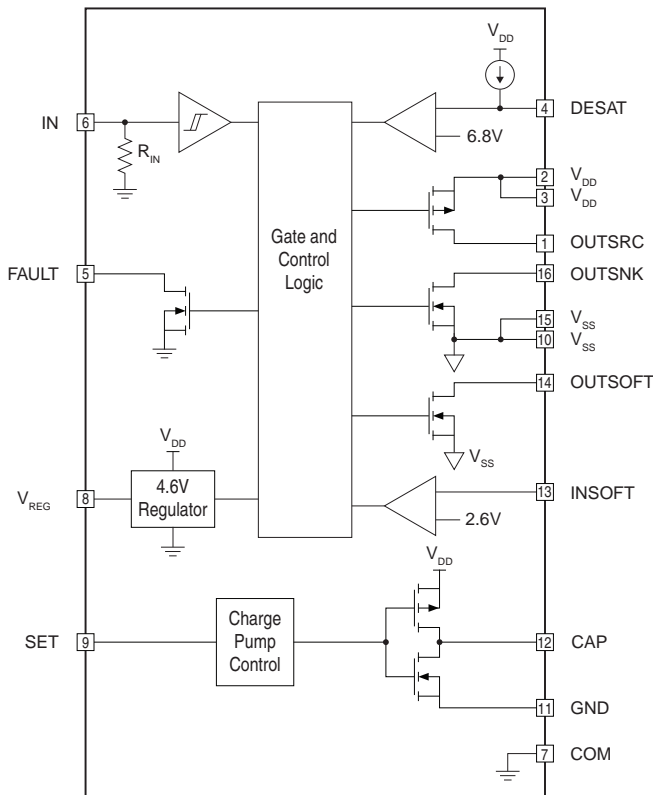 V_DD
IN 6
R_IN
4 DESAT
6.8V
2 V_DD
3 V_DD
1 OUTSRC
Gate and
Control
Logic
FAULT 5
16 OUTSNK
15 V_SS
10 V_SS
14 OUTSOFT
V_SS
V_DD
V_REG 8
4.6V
Regulator
13 INSOFT
2.6V
V_DD
SET 9
Charge
Pump
Control
12 CAP
11 GND
7 COM